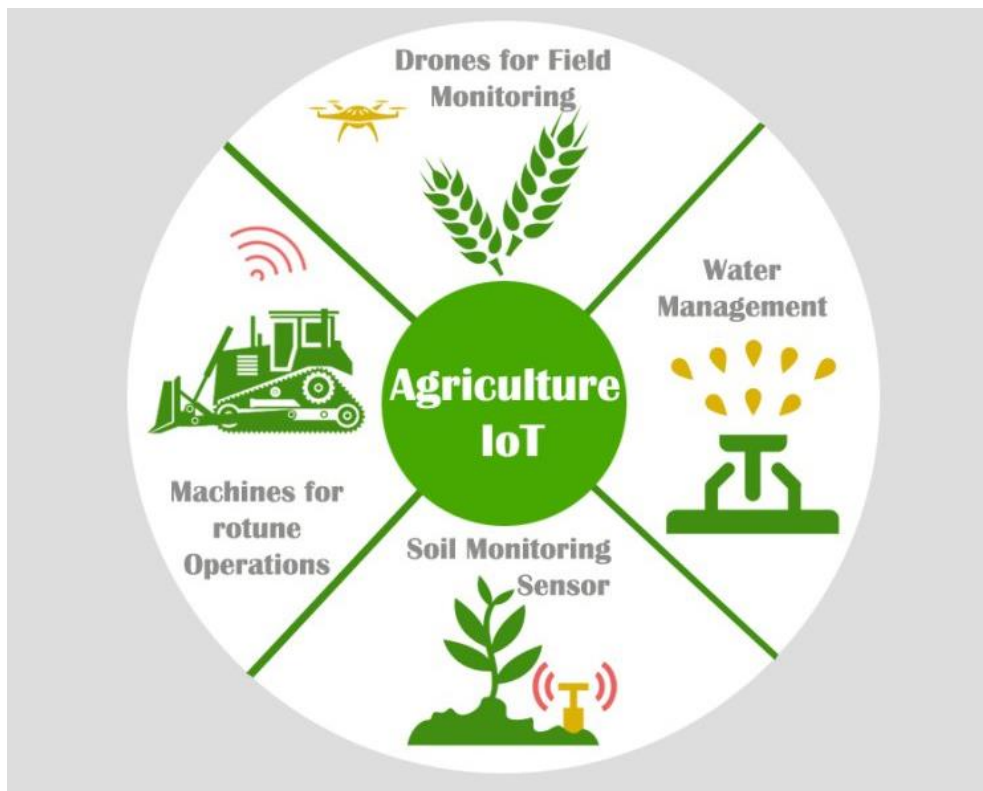 Drones for Field
Monitoring
Water
Management
Agriculture
IoT
Machines for
rotune
Operations
Soil Monitoring
Sensor